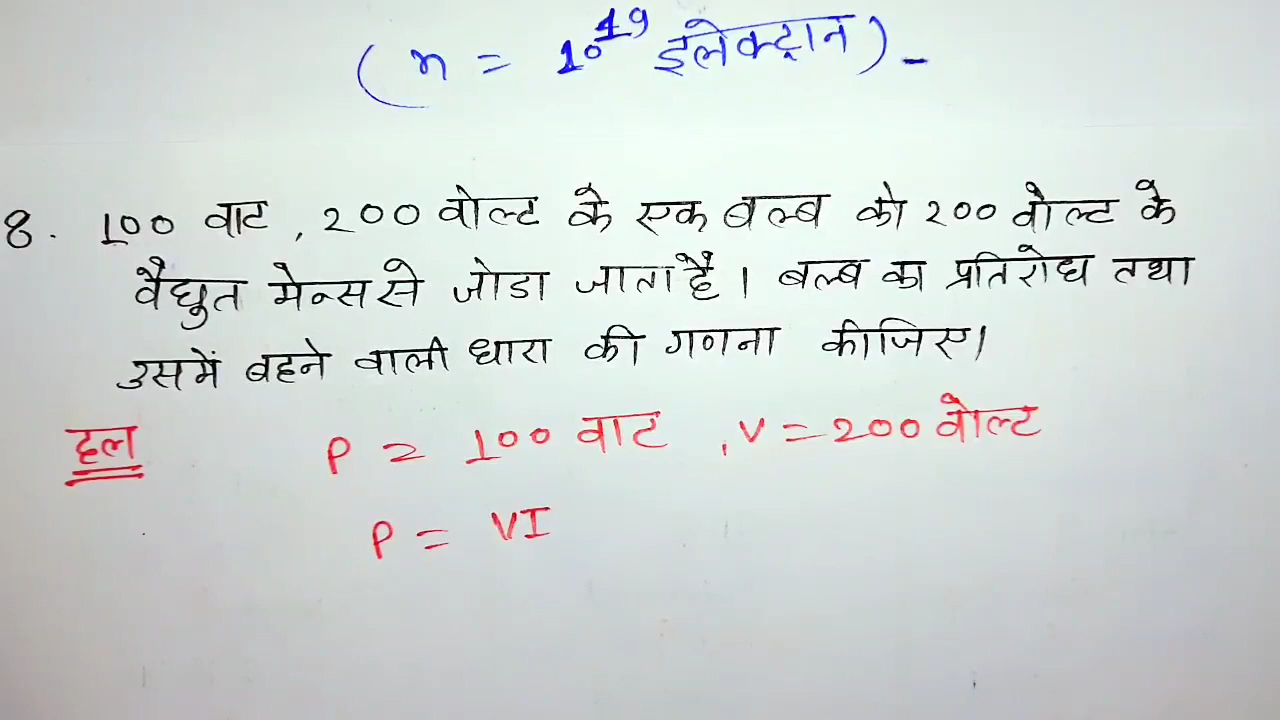 ( n = 10¹⁹ इलेक्ट्रान ) -
8. 100 वाट , 200 वोल्ट के एक बल्ब को 200 वोल्ट के
वैद्युत मेन्स से जोडा जाता है। बल्ब का प्रतिरोध तथा
उसमें बहने वाली धारा की गणना कीजिए।
हल P = 100 वाट , V = 200 वोल्ट
P = VI